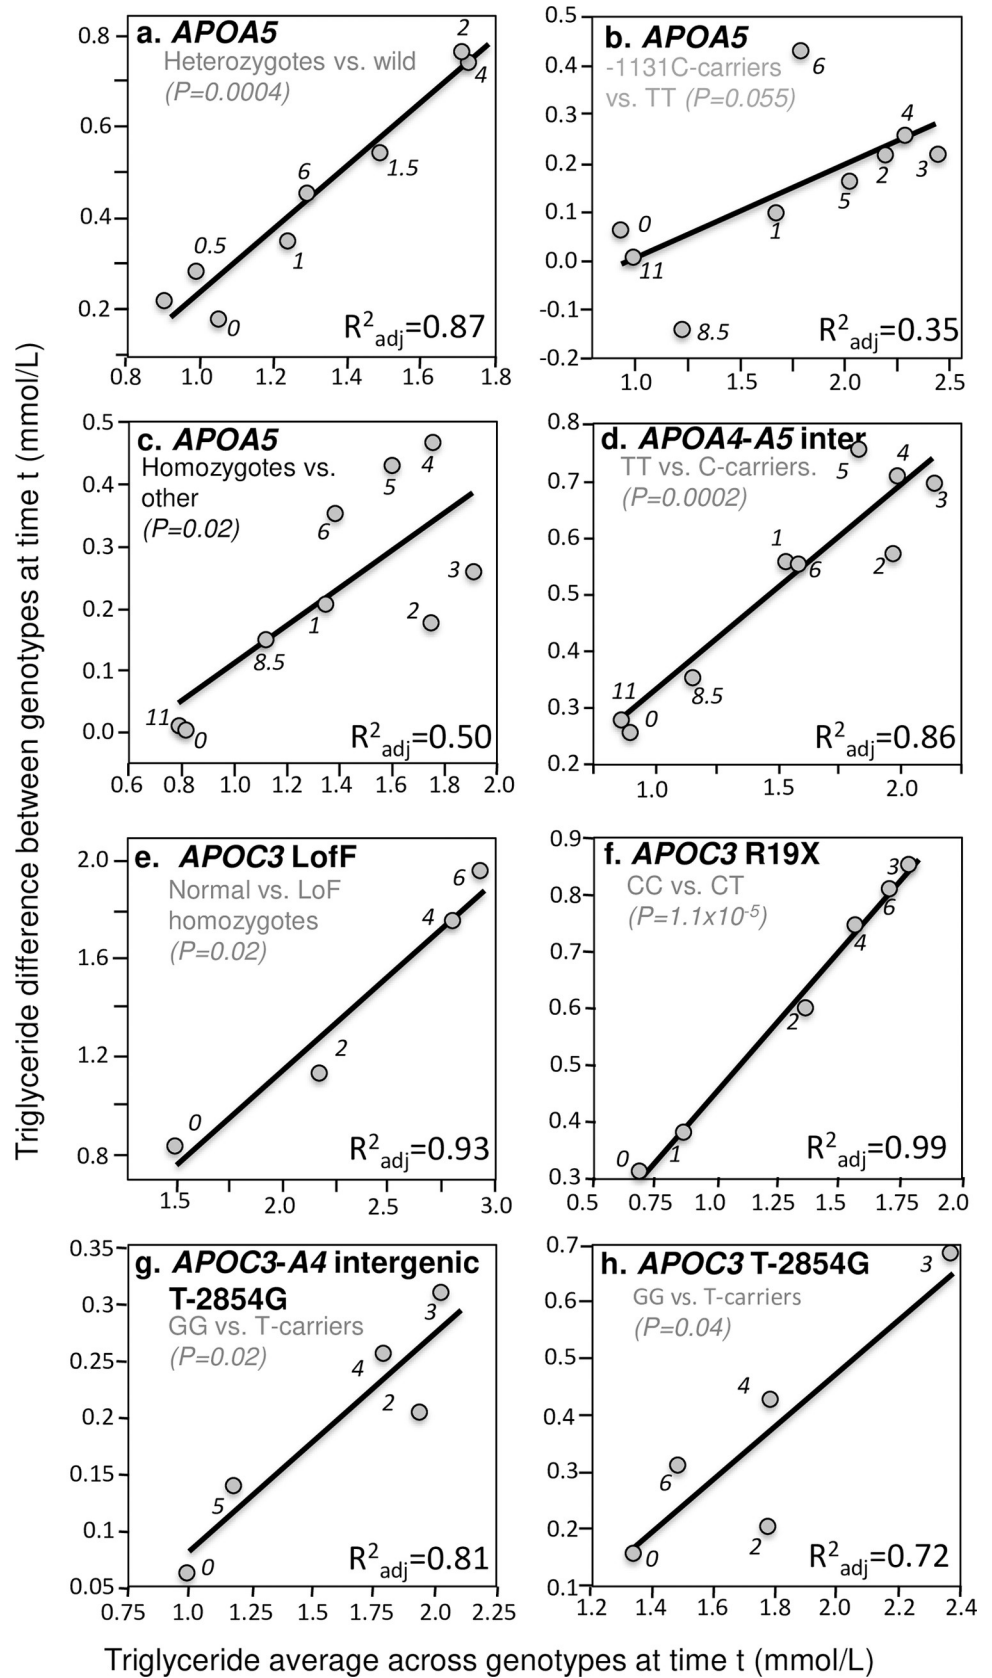 Triglyceride difference between genotypes at time t (mmol/L)
a. APOA5
Heterozygotes vs. wild
(P=0.0004)
0.8
0.6
0.4
0.2
2
4
1.5
6
1
0.5
0
R²adj=0.87
0.8 1.0 1.2 1.4 1.6 1.8
b. APOA5
-1131C-carriers
vs. TT (P=0.055)
0.5
0.4
0.3
0.2
0.1
0.0
-0.1
-0.2
6
4
2
3
5
1
0
11
8.5
R²adj=0.35
1.0 1.5 2.0 2.5
c. APOA5
Homozygotes vs.
other
(P=0.02)
0.5
0.4
0.3
0.2
0.1
0.0
4
5
6
3
2
1
8.5
11
0
R²adj=0.50
0.6 0.8 1.0 1.2 1.4 1.6 1.8 2.0
d. APOA4-A5 inter
TT vs. C-carriers.
(P=0.0002)
0.8
0.7
0.6
0.5
0.4
0.3
0.2
5
4
3
1
6
2
8.5
11
0
R²adj=0.86
1.0 1.5 2.0
e. APOC3 LofF
Normal vs. LoF
homozygotes
(P=0.02)
2.0
1.6
1.2
0.8
6
4
2
0
R²adj=0.93
1.5 2.0 2.5 3.0
f. APOC3 R19X
CC vs. CT
(P=1.1x10⁻⁵)
0.9
0.8
0.7
0.6
0.5
0.4
0.3
3
6
4
2
1
0
R²adj=0.99
0.5 0.75 1.0 1.25 1.5 1.75 2.0
g. APOC3-A4 intergenic
T-2854G
GG vs. T-carriers
(P=0.02)
0.35
0.3
0.25
0.2
0.15
0.1
0.05
3
4
2
5
0
R²adj=0.81
0.75 1.0 1.25 1.5 1.75 2.0 2.25
h. APOC3 T-2854G
GG vs. T-carriers
(P=0.04)
0.7
0.6
0.5
0.4
0.3
0.2
0.1
3
4
6
2
0
R²adj=0.72
1.2 1.4 1.6 1.8 2.0 2.2 2.4
Triglyceride average across genotypes at time t (mmol/L)